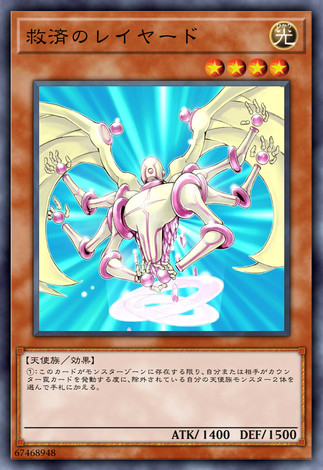 救済のレイヤード
光
【天使族／効果】
①:このカードがモンスターゾーンに存在する限り、自分または相手がカウン
ター罠カードを発動する度に、除外されている自分の天使族モンスター２体を
選んで手札に加える。
ATK/ 1400 DEF/ 1500
67468948